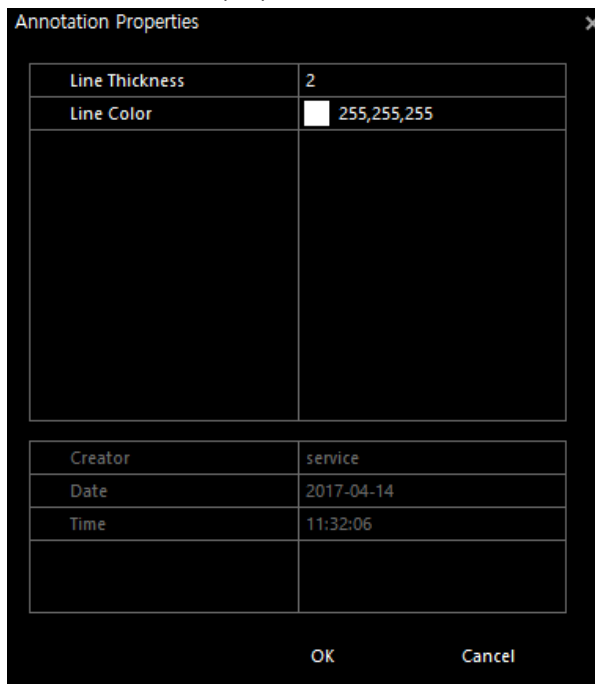 Annotation Properties
Line Thickness 2
Line Color 255,255,255
Creator service
Date 2017-04-14
Time 11:32:06
OK Cancel